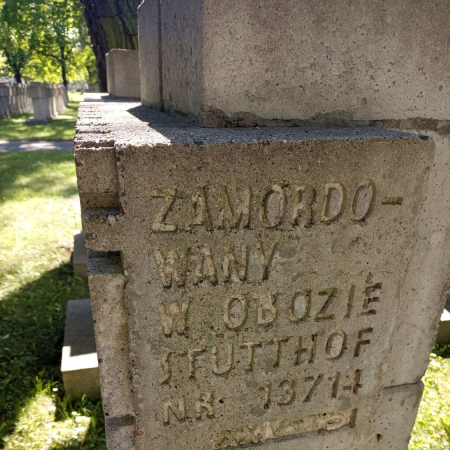 ZAMORDO-
WANY
W OBOZIE
STUTTHOF
NR 13714